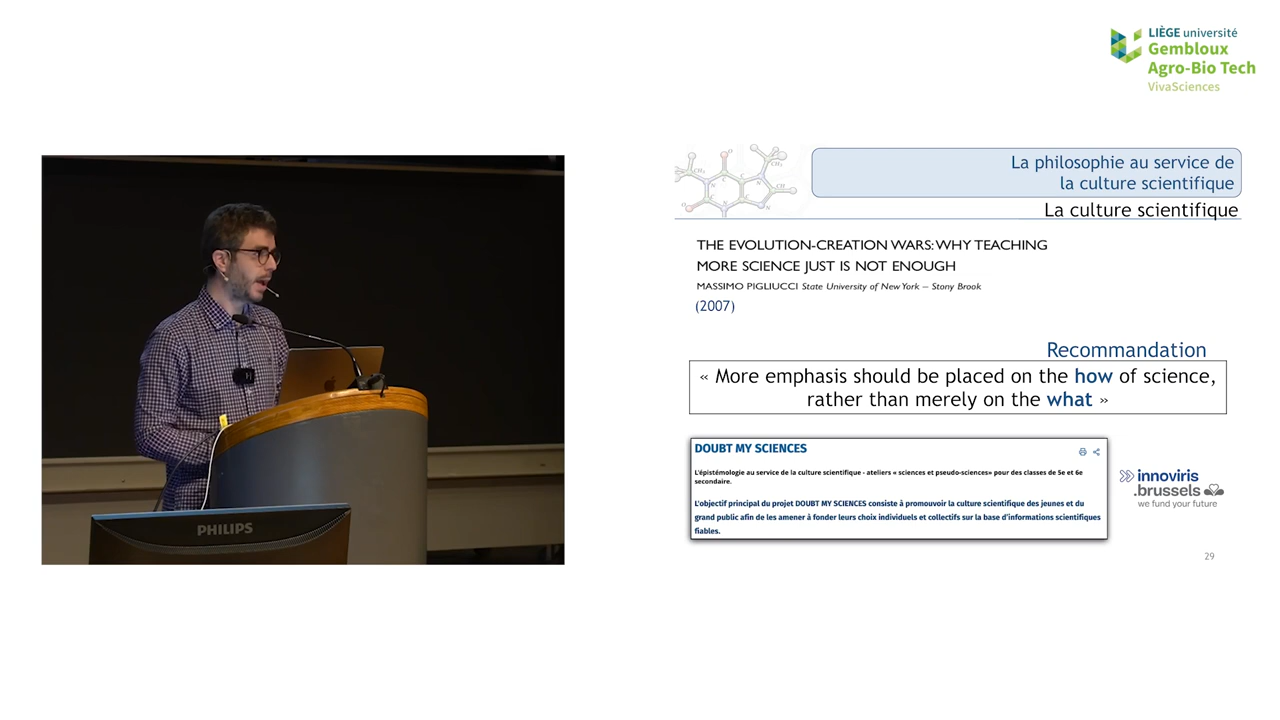 LIÈGE université
Gembloux
Agro-Bio Tech
VivaSciences
La philosophie au service de
la culture scientifique
La culture scientifique
THE EVOLUTION-CREATION WARS: WHY TEACHING
MORE SCIENCE JUST IS NOT ENOUGH
MASSIMO PIGLIUCCI State University of New York – Stony Brook
(2007)
Recommandation
« More emphasis should be placed on the how of science,
rather than merely on the what »
DOUBT MY SCIENCES
L'épistémologie au service de la culture scientifique - ateliers « sciences et pseudo-sciences» pour des classes de 5e et 6e
secondaire.
L'objectif principal du projet DOUBT MY SCIENCES consiste à promouvoir la culture scientifique des jeunes et du
grand public afin de les amener à fonder leurs choix individuels et collectifs sur la base d'informations scientifiques
fiables.
innoviris
.brussels
we fund your future
29
PHILIPS